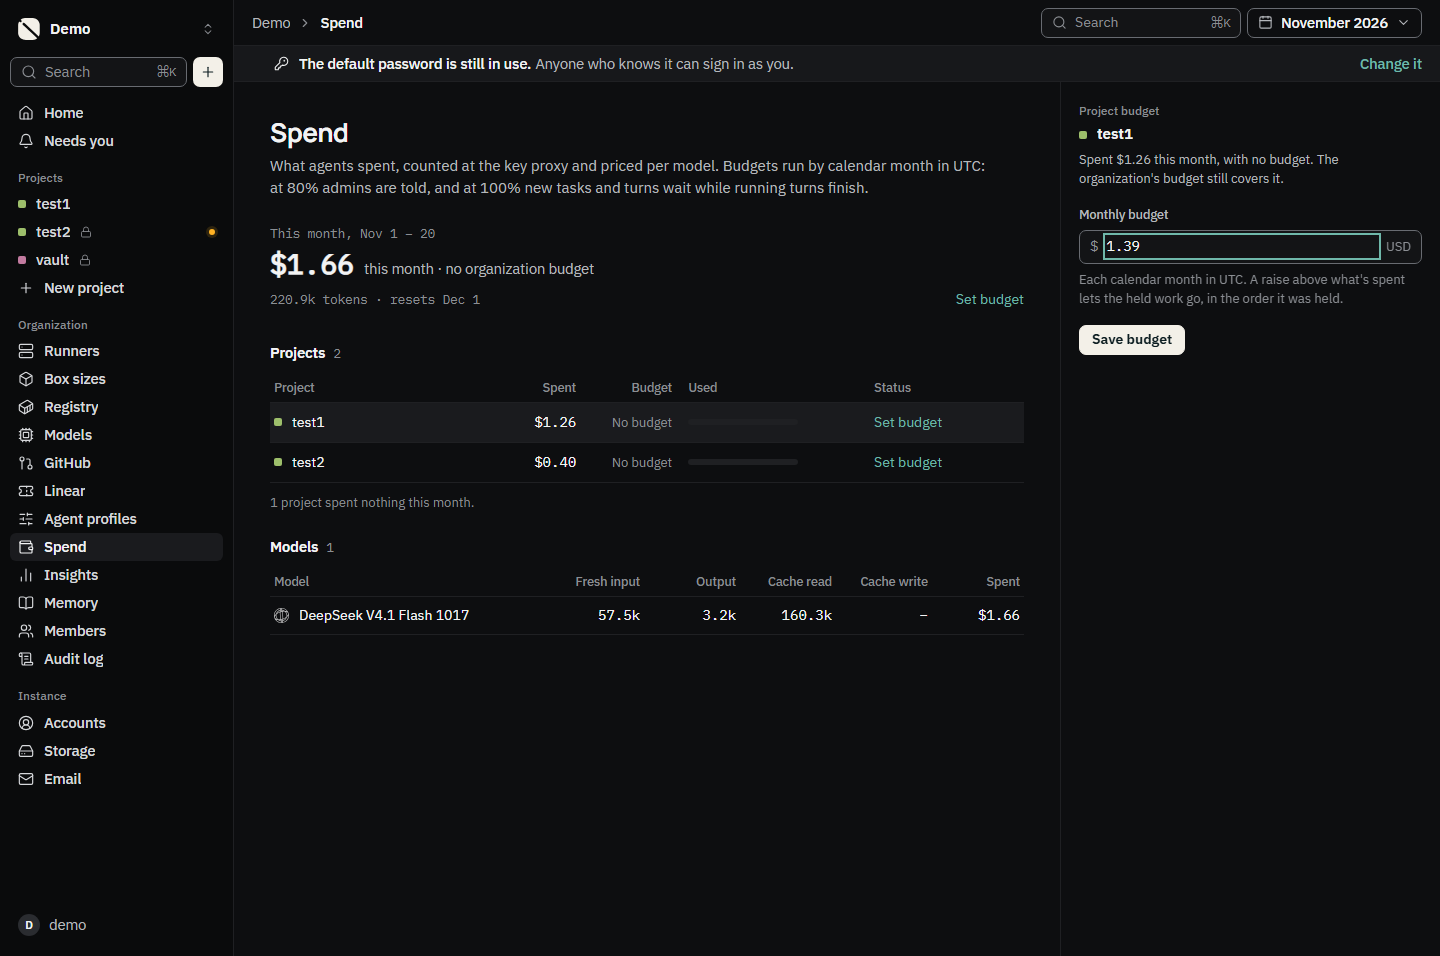 Demo
Search ⌘K
Home
Needs you
Projects
test1
test2
vault
New project
Organization
Runners
Box sizes
Registry
Models
GitHub
Linear
Agent profiles
Spend
Insights
Memory
Members
Audit log
Instance
Accounts
Storage
Email
D demo
Demo > Spend
Search ⌘K
November 2026
The default password is still in use. Anyone who knows it can sign in as you.
Change it
Spend
What agents spent, counted at the key proxy and priced per model. Budgets run by calendar month in UTC:
at 80% admins are told, and at 100% new tasks and turns wait while running turns finish.
This month, Nov 1 – 20
$1.66 this month · no organization budget
220.9k tokens · resets Dec 1
Set budget
Projects 2
Project Spent Budget Used Status
test1 $1.26 No budget Set budget
test2 $0.40 No budget Set budget
1 project spent nothing this month.
Models 1
Model Fresh input Output Cache read Cache write Spent
DeepSeek V4.1 Flash 1017 57.5k 3.2k 160.3k – $1.66
Project budget
test1
Spent $1.26 this month, with no budget. The
organization's budget still covers it.
Monthly budget
$ 1.39 USD
Each calendar month in UTC. A raise above what's spent
lets the held work go, in the order it was held.
Save budget